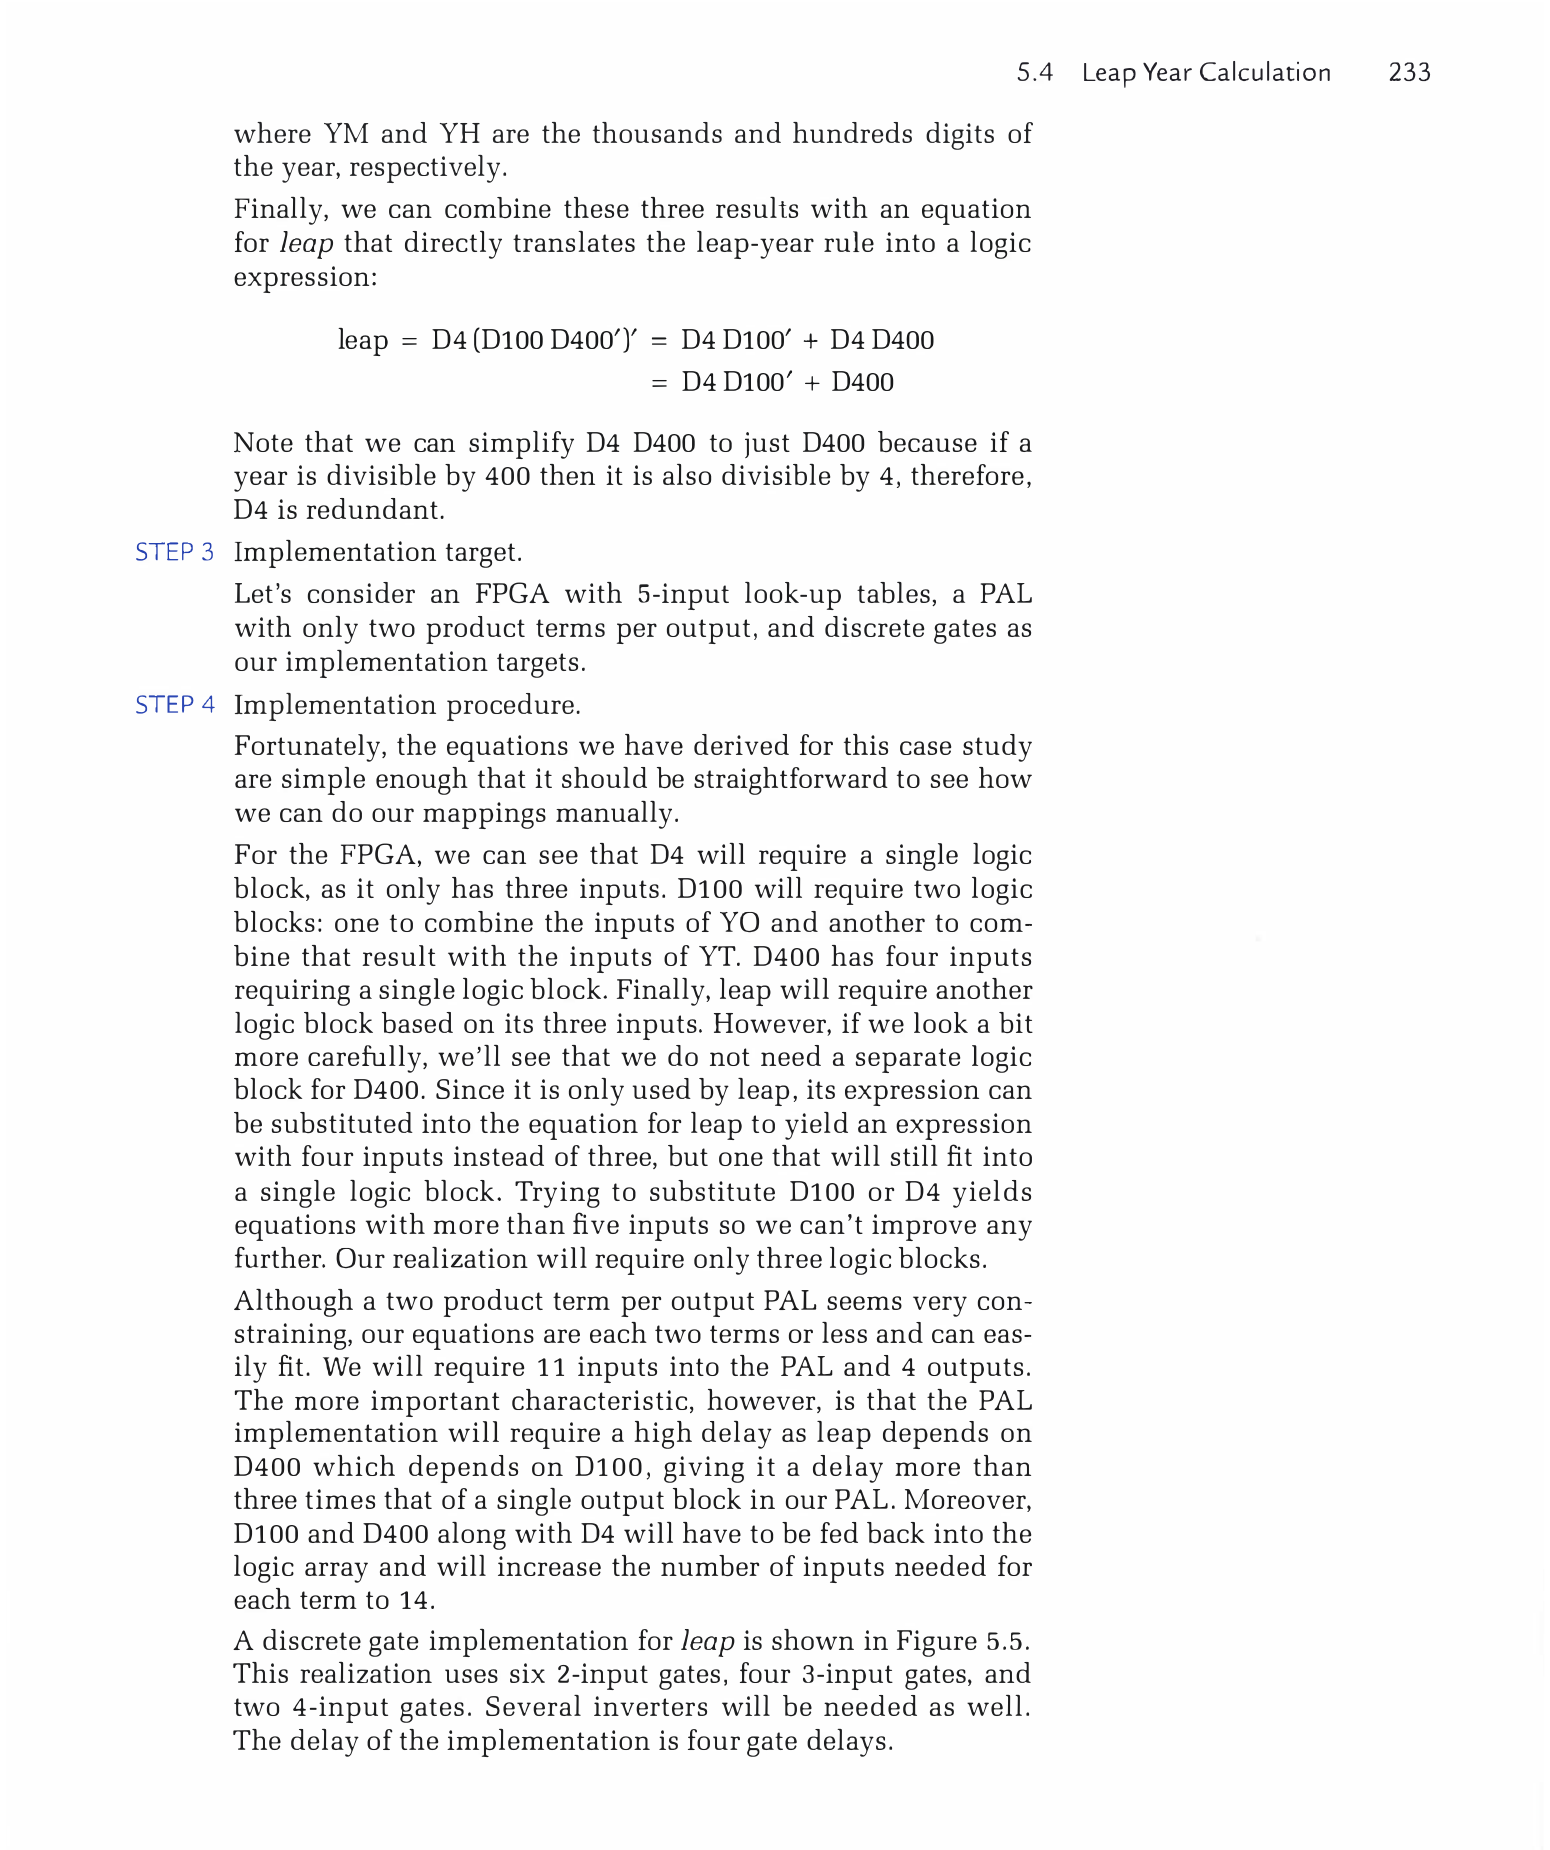 5.4 Leap Year Calculation 233
where YM and YH are the thousands and hundreds digits of
the year, respectively.
Finally, we can combine these three results with an equation
for leap that directly translates the leap-year rule into a logic
expression:
leap = D4 (D100 D400′)′ = D4 D100′ + D4 D400
= D4 D100′ + D400
Note that we can simplify D4 D400 to just D400 because if a
year is divisible by 400 then it is also divisible by 4, therefore,
D4 is redundant.
STEP 3 Implementation target.
Let's consider an FPGA with 5-input look-up tables, a PAL
with only two product terms per output, and discrete gates as
our implementation targets.
STEP 4 Implementation procedure.
Fortunately, the equations we have derived for this case study
are simple enough that it should be straightforward to see how
we can do our mappings manually.
For the FPGA, we can see that D4 will require a single logic
block, as it only has three inputs. D100 will require two logic
blocks: one to combine the inputs of YO and another to com-
bine that result with the inputs of YT. D400 has four inputs
requiring a single logic block. Finally, leap will require another
logic block based on its three inputs. However, if we look a bit
more carefully, we'll see that we do not need a separate logic
block for D400. Since it is only used by leap, its expression can
be substituted into the equation for leap to yield an expression
with four inputs instead of three, but one that will still fit into
a single logic block. Trying to substitute D100 or D4 yields
equations with more than five inputs so we can't improve any
further. Our realization will require only three logic blocks.
Although a two product term per output PAL seems very con-
straining, our equations are each two terms or less and can eas-
ily fit. We will require 11 inputs into the PAL and 4 outputs.
The more important characteristic, however, is that the PAL
implementation will require a high delay as leap depends on
D400 which depends on D100, giving it a delay more than
three times that of a single output block in our PAL. Moreover,
D100 and D400 along with D4 will have to be fed back into the
logic array and will increase the number of inputs needed for
each term to 14.
A discrete gate implementation for leap is shown in Figure 5.5.
This realization uses six 2-input gates, four 3-input gates, and
two 4-input gates. Several inverters will be needed as well.
The delay of the implementation is four gate delays.